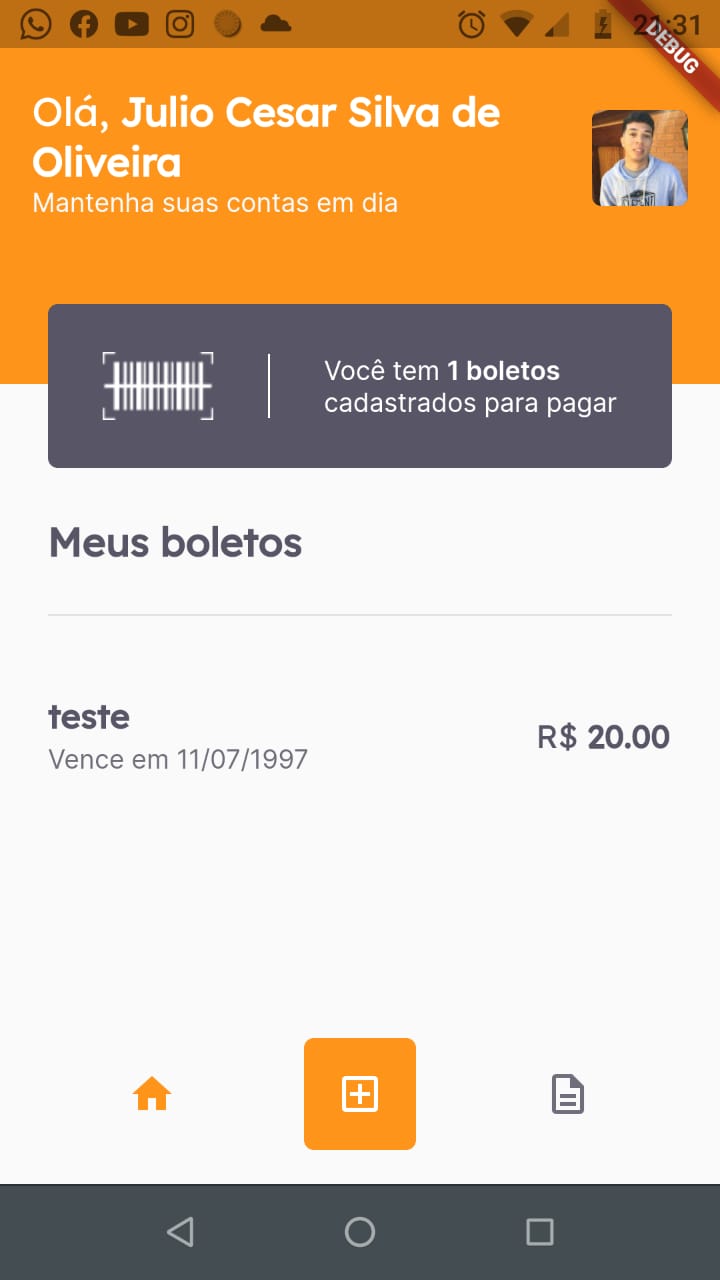 21:31
DEBUG
Olá, Julio Cesar Silva de
Oliveira
Mantenha suas contas em dia
Você tem 1 boletos
cadastrados para pagar
Meus boletos
teste
Vence em 11/07/1997
R$ 20.00